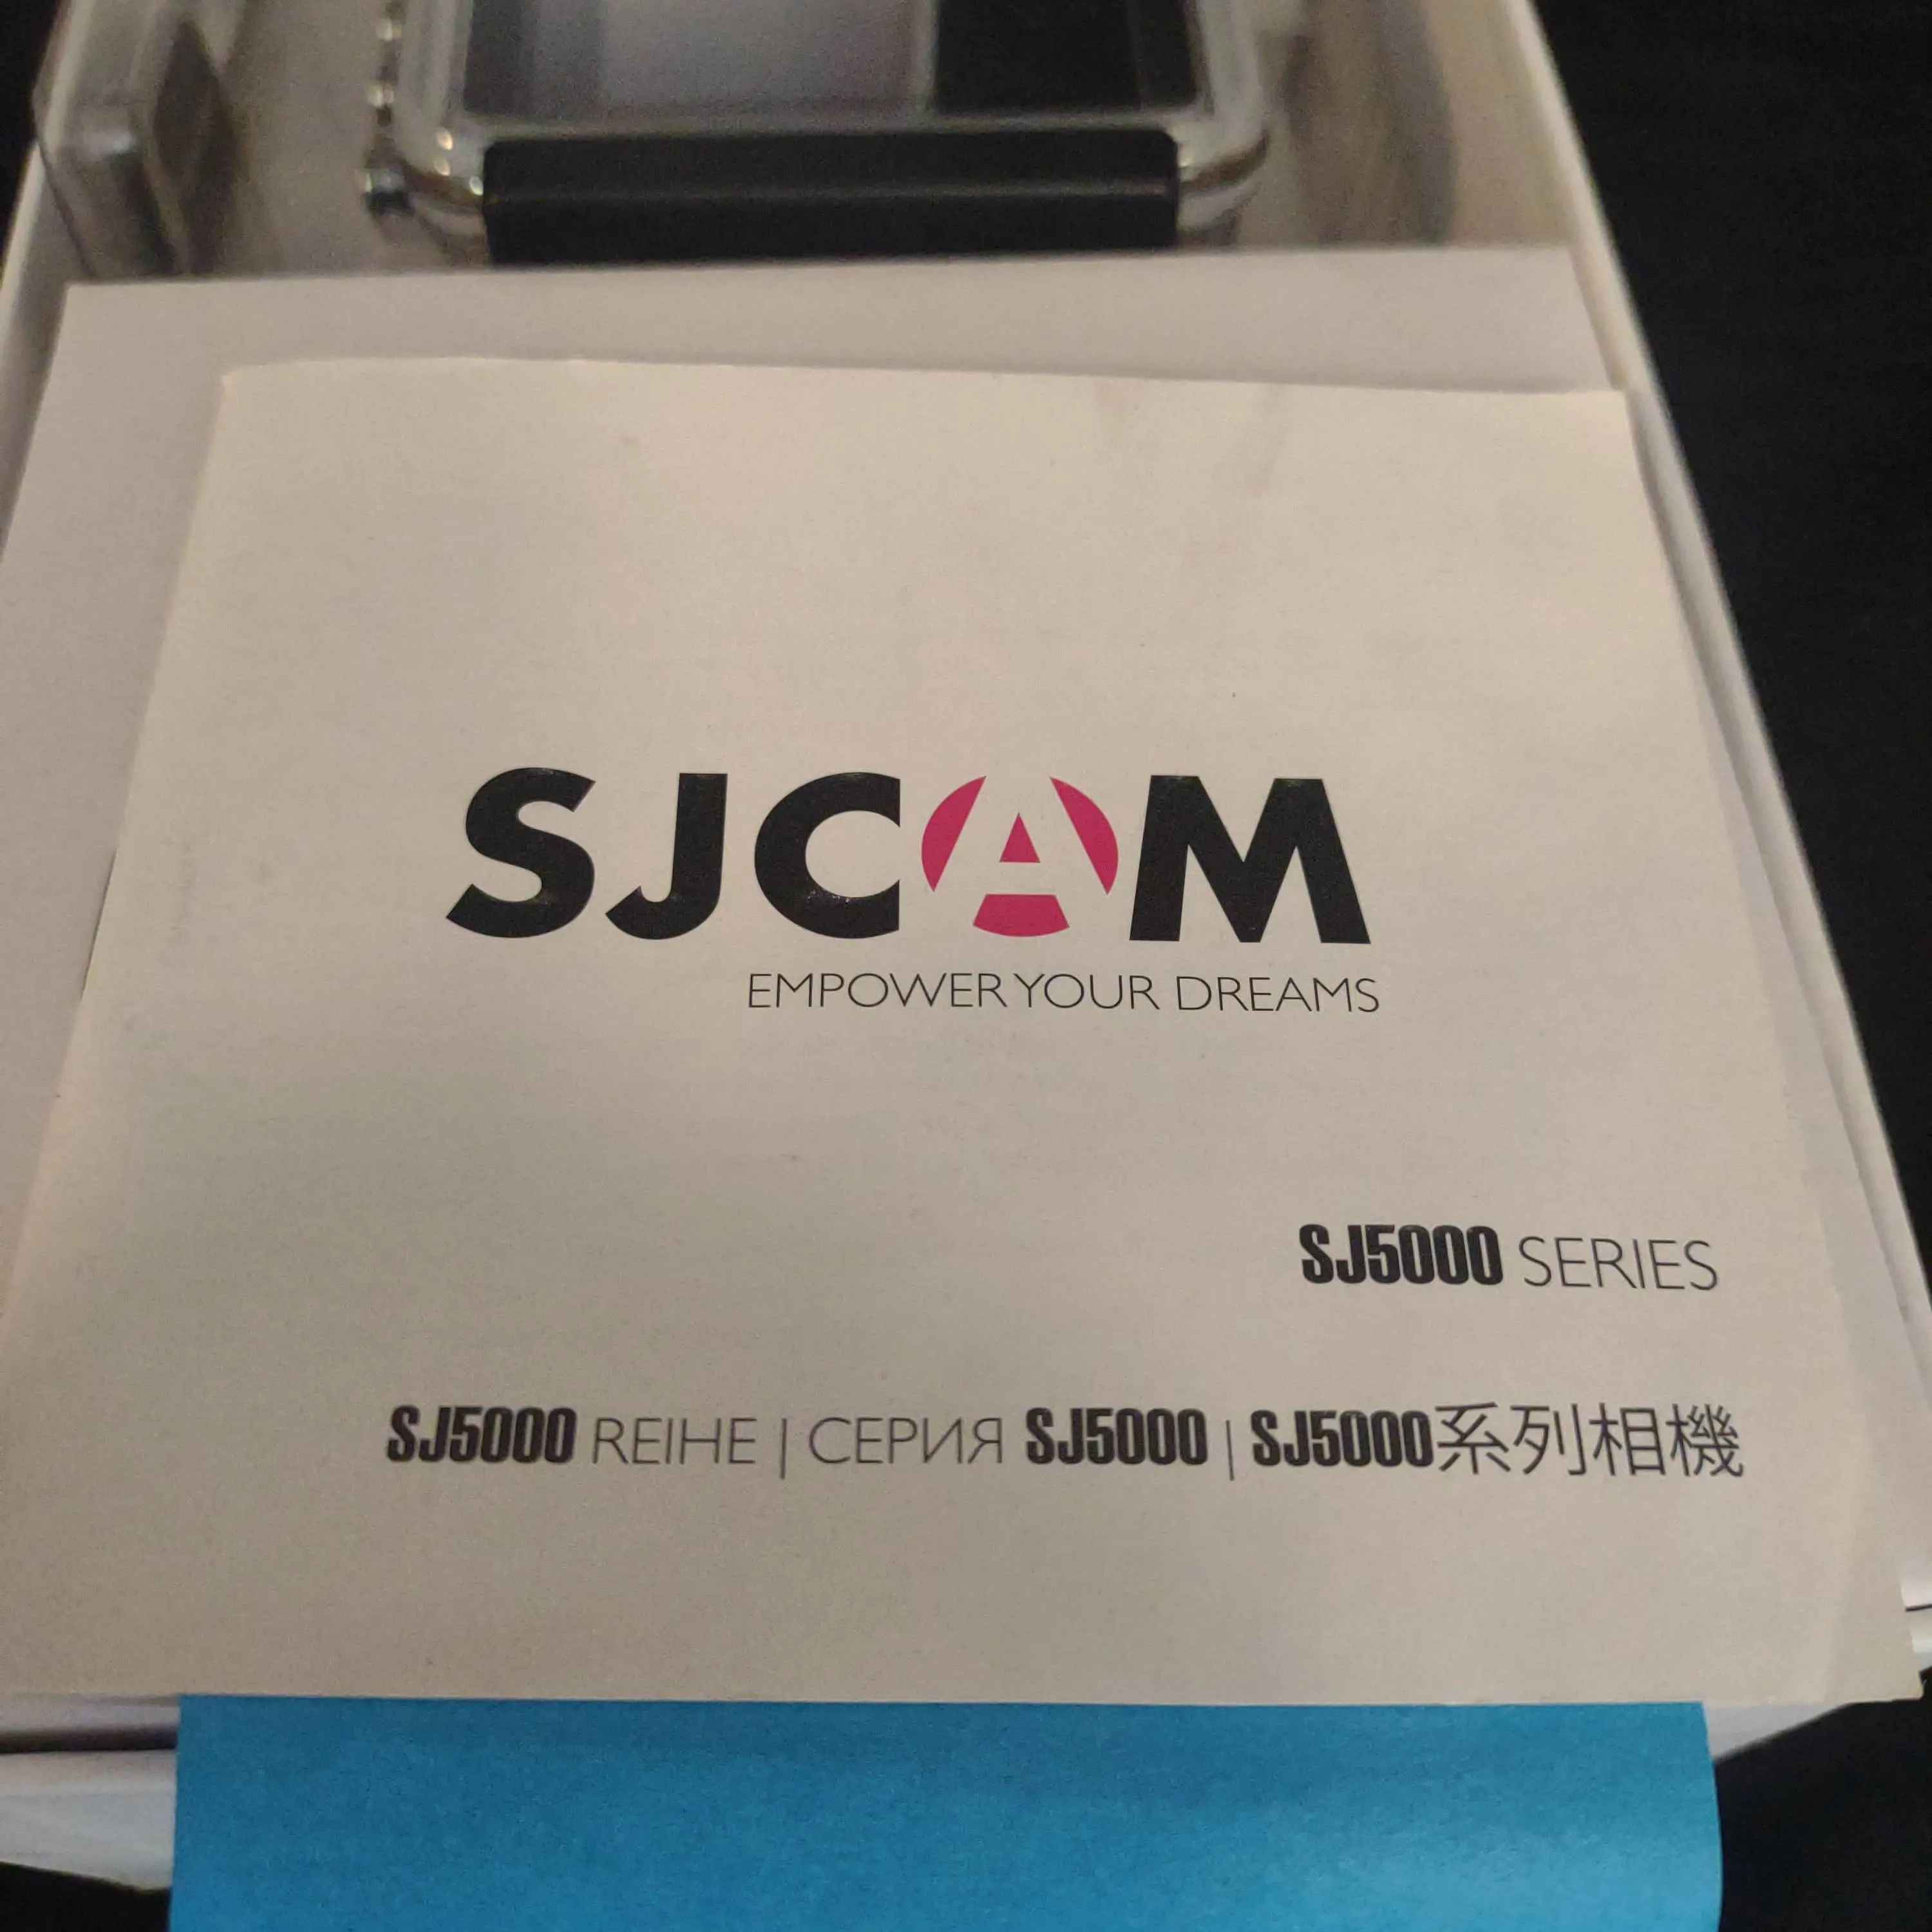 SJCAM
EMPOWER YOUR DREAMS
SJ5000 SERIES
SJ5000 REIHE | СЕРИЯ SJ5000 | SJ5000系列相機